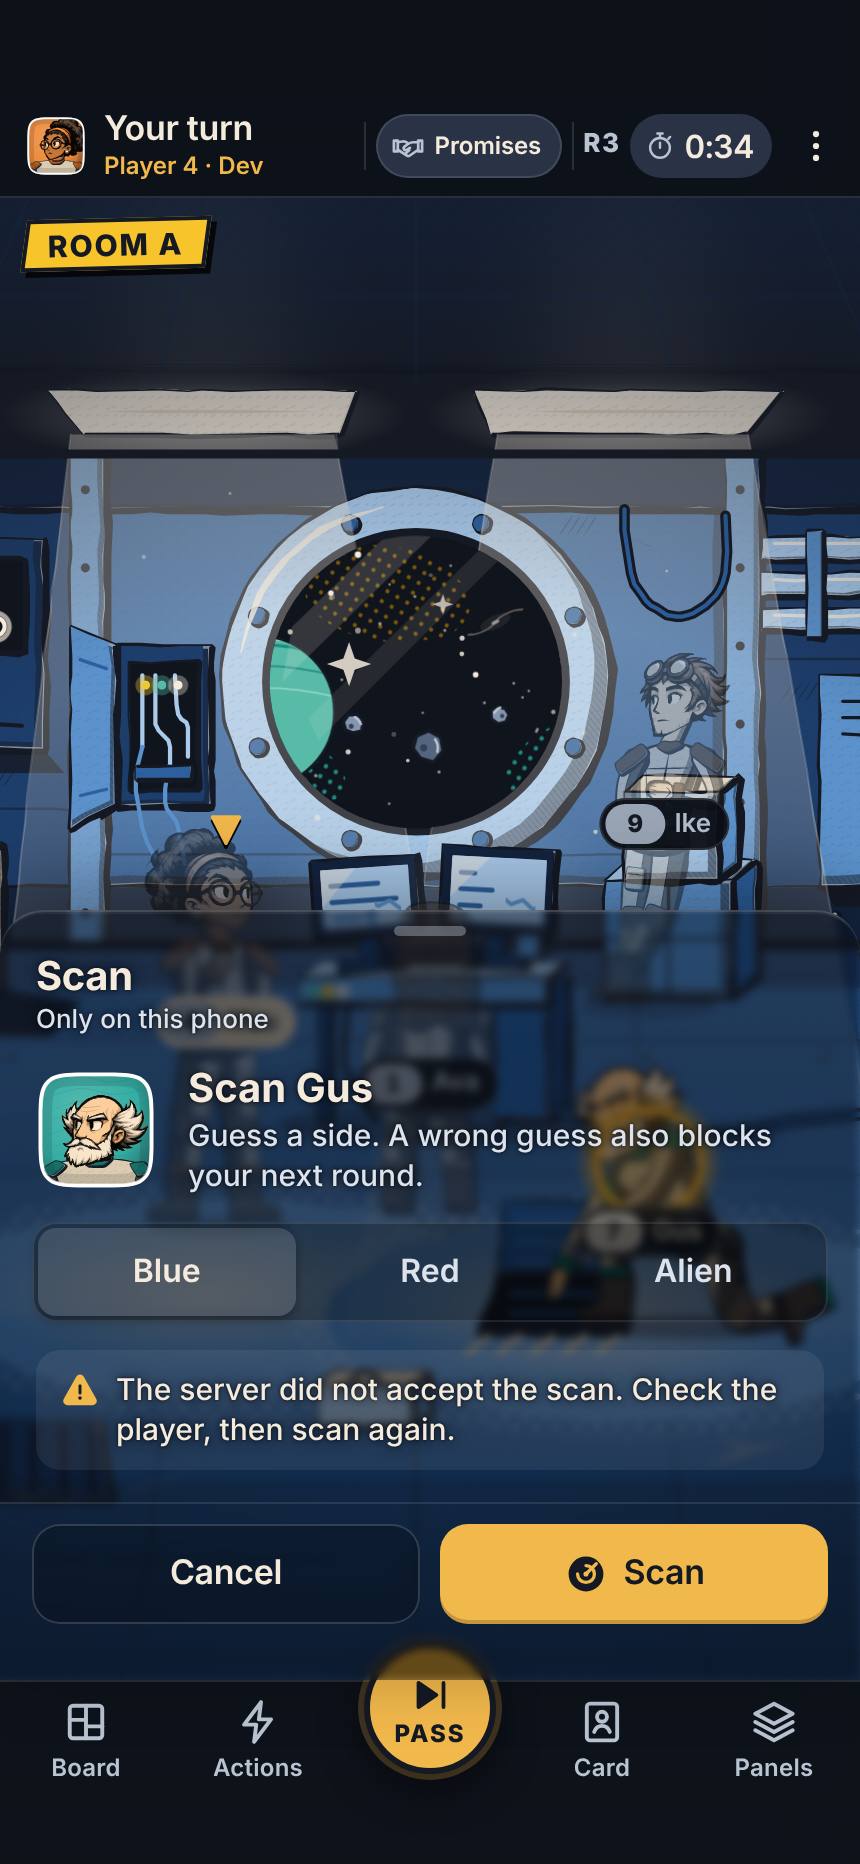 Your turn
Player 4 · Dev
Promises
R3
0:34
ROOM A
9 Ike
Scan
Only on this phone
Scan Gus
Guess a side. A wrong guess also blocks
your next round.
Blue
Red
Alien
The server did not accept the scan. Check the
player, then scan again.
Cancel
Scan
PASS
Board
Actions
Card
Panels